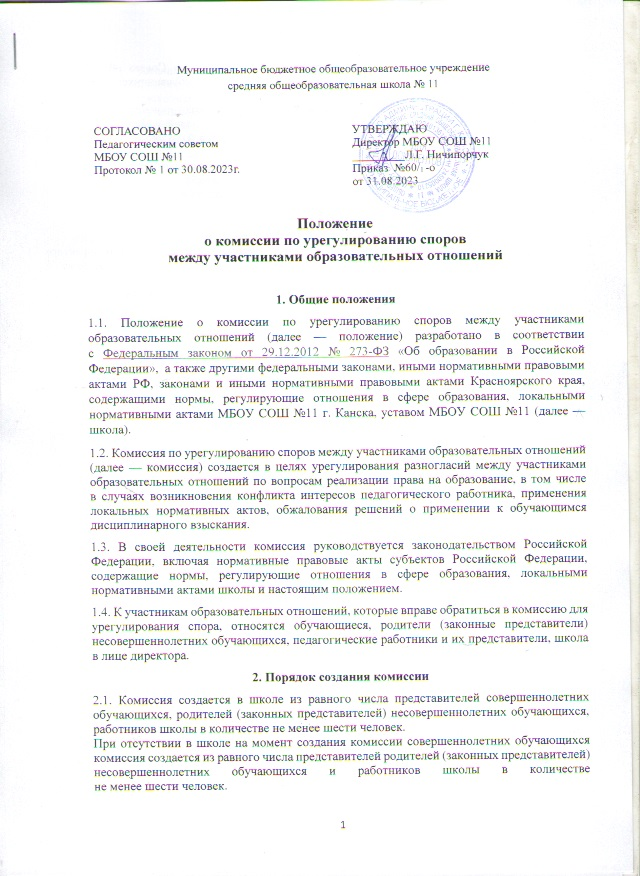 Муниципальное бюджетное общеобразовательное учреждение
средняя общеобразовательная школа № 11
СОГЛАСОВАНО
Педагогическим советом
МБОУ СОШ №11
Протокол № 1 от 30.08.2023г.
УТВЕРЖДАЮ
Директор МБОУ СОШ №11
Л.Г. Ничипорчук
Приказ №60/1-о
от 31.08.2023
Положение
о комиссии по урегулированию споров
между участниками образовательных отношений
1. Общие положения
1.1. Положение о комиссии по урегулированию споров между участниками
образовательных отношений (далее — положение) разработано в соответствии
с Федеральным законом от 29.12.2012 № 273-ФЗ «Об образовании в Российской
Федерации», а также другими федеральными законами, иными нормативными правовыми
актами РФ, законами и иными нормативными правовыми актами Красноярского края,
содержащими нормы, регулирующие отношения в сфере образования, локальными
нормативными актами МБОУ СОШ №11 г. Канска, уставом МБОУ СОШ №11 (далее —
школа).
1.2. Комиссия по урегулированию споров между участниками образовательных отношений
(далее — комиссия) создается в целях урегулирования разногласий между участниками
образовательных отношений по вопросам реализации права на образование, в том числе
в случаях возникновения конфликта интересов педагогического работника, применения
локальных нормативных актов, обжалования решений о применении к обучающимся
дисциплинарного взыскания.
1.3. В своей деятельности комиссия руководствуется законодательством Российской
Федерации, включая нормативные правовые акты субъектов Российской Федерации,
содержащие нормы, регулирующие отношения в сфере образования, локальными
нормативными актами школы и настоящим положением.
1.4. К участникам образовательных отношений, которые вправе обратиться в комиссию для
урегулирования спора, относятся обучающиеся, родители (законные представители)
несовершеннолетних обучающихся, педагогические работники и их представители, школа
в лице директора.
2. Порядок создания комиссии
2.1. Комиссия создается в школе из равного числа представителей совершеннолетних
обучающихся, родителей (законных представителей) несовершеннолетних обучающихся,
работников школы в количестве не менее шести человек.
При отсутствии в школе на момент создания комиссии совершеннолетних обучающихся
комиссия создается из равного числа представителей родителей (законных представителей)
несовершеннолетних обучающихся и работников школы в количестве
не менее шести человек.
1